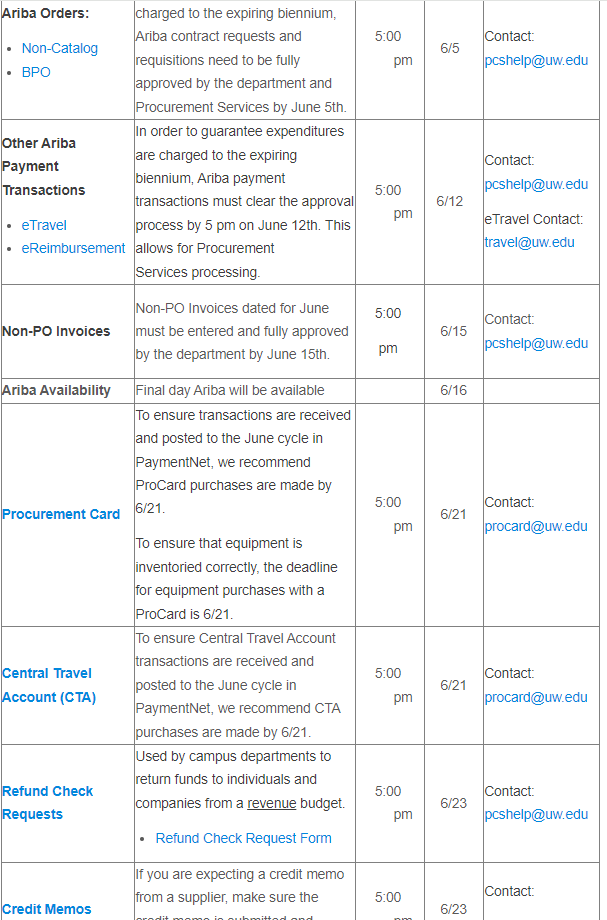 Ariba Orders:
• Non-Catalog
• BPO
charged to the expiring biennium,
Ariba contract requests and
requisitions need to be fully
approved by the department and
Procurement Services by June 5th.
5:00
pm
6/5
Contact:
pcshelp@uw.edu
Other Ariba
Payment
Transactions
• eTravel
• eReimbursement
In order to guarantee expenditures
are charged to the expiring
biennium, Ariba payment
transactions must clear the approval
process by 5 pm on June 12th. This
allows for Procurement
Services processing.
5:00
pm
6/12
Contact:
pcshelp@uw.edu
eTravel Contact:
travel@uw.edu
Non-PO Invoices
Non-PO Invoices dated for June
must be entered and fully approved
by the department by June 15th.
5:00
pm
6/15
Contact:
pcshelp@uw.edu
Ariba Availability
Final day Ariba will be available
6/16
Procurement Card
To ensure transactions are received
and posted to the June cycle in
PaymentNet, we recommend
ProCard purchases are made by
6/21.
To ensure that equipment is
inventoried correctly, the deadline
for equipment purchases with a
ProCard is 6/21.
5:00
pm
6/21
Contact:
procard@uw.edu
Central Travel
Account (CTA)
To ensure Central Travel Account
transactions are received and
posted to the June cycle in
PaymentNet, we recommend CTA
purchases are made by 6/21.
5:00
pm
6/21
Contact:
procard@uw.edu
Refund Check
Requests
Used by campus departments to
return funds to individuals and
companies from a revenue budget.
• Refund Check Request Form
5:00
pm
6/23
Contact:
pcshelp@uw.edu
Credit Memos
If you are expecting a credit memo
from a supplier, make sure the
credit memo is submitted and
5:00
pm
6/23
Contact: